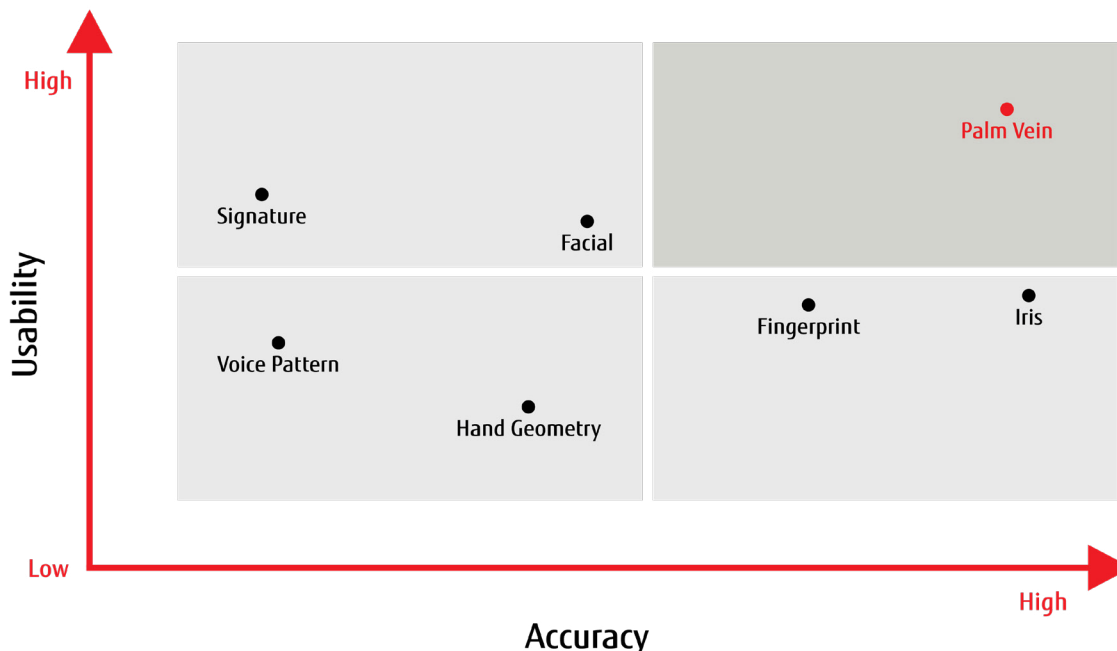 High
Palm Vein
Signature
Facial
Usability
Fingerprint
Iris
Voice Pattern
Hand Geometry
Low
High
Accuracy